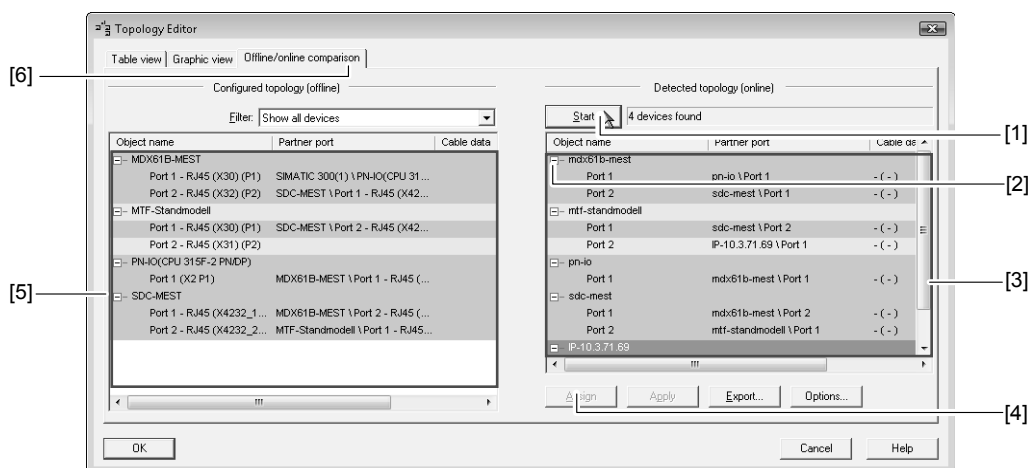 Topology Editor
Table view Graphic view Offline/online comparison
[6]
Configured topology (offline)
Filter: Show all devices
Object name Partner port Cable data
MDX61B-MEST
Port 1 - RJ45 (X30) (P1) SIMATIC 300(1) \ PN-IO(CPU 31...
Port 2 - RJ45 (X32) (P2) SDC-MEST \ Port 1 - RJ45 (X42...
MTF-Standmodell
Port 1 - RJ45 (X30) (P1) SDC-MEST \ Port 2 - RJ45 (X42...
Port 2 - RJ45 (X31) (P2)
PN-IO(CPU 315F-2 PN/DP)
Port 1 (X2 P1) MDX61B-MEST \ Port 1 - RJ45 (...
[5]
SDC-MEST
Port 1 - RJ45 (X4232_1... MDX61B-MEST \ Port 2 - RJ45 (...
Port 2 - RJ45 (X4232_2... MTF-Standmodell \ Port 1 - RJ45...
Detected topology (online)
Start 4 devices found
[1]
Object name Partner port Cable da
mdx61b-mest
[2]
Port 1 pn-io \ Port 1 - ( - )
Port 2 sdc-mest \ Port 1 - ( - )
mtf-standmodell
Port 1 sdc-mest \ Port 2 - ( - )
Port 2 IP-10.3.71.69 \ Port 1 - ( - )
pn-io
Port 1 mdx61b-mest \ Port 1 - ( - )
[3]
sdc-mest
Port 1 mdx61b-mest \ Port 2 - ( - )
Port 2 mtf-standmodell \ Port 1 - ( - )
IP-10.3.71.69
Assign Apply Export... Options...
[4]
OK Cancel Help